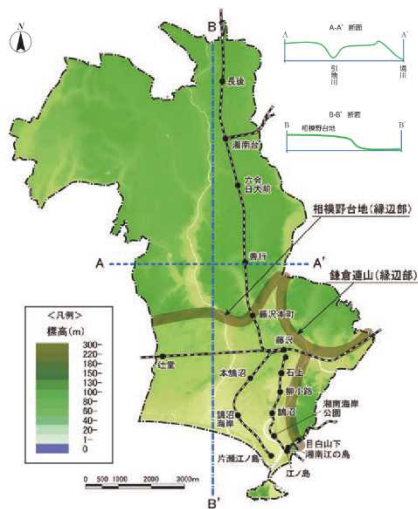 N
B
A-A' 断面
A
A'
引地川
境川
B-B' 断面
B
相模野台地
B'
長後
湘南台
六会
日大前
相模野台地(縁辺部)
善行
A
A'
鎌倉連山(縁辺部)
<凡例>
標高(m)
300-
220-
180-
140-
100-
80-
60-
40-
20-
1-
0-
藤沢本町
藤沢
辻堂
本鵠沼
石上
柳小路
湘南海岸
公園
鵠沼
鵠沼
海岸
目白山下
湘南江の島
片瀬江ノ島
江ノ島
0 500 1000 2000 3000m
B'